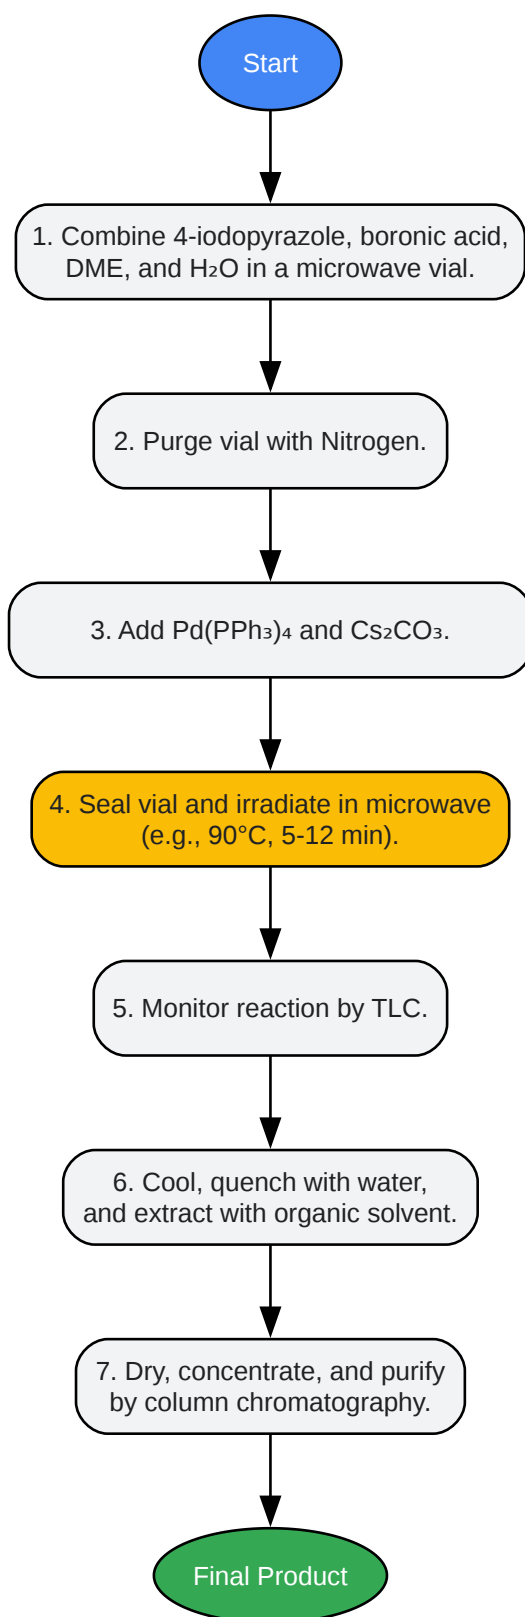 Start
1. Combine 4-iodopyrazole, boronic acid,
DME, and H₂O in a microwave vial.
2. Purge vial with Nitrogen.
3. Add Pd(PPh₃)₄ and Cs₂CO₃.
4. Seal vial and irradiate in microwave
(e.g., 90°C, 5-12 min).
5. Monitor reaction by TLC.
6. Cool, quench with water,
and extract with organic solvent.
7. Dry, concentrate, and purify
by column chromatography.
Final Product